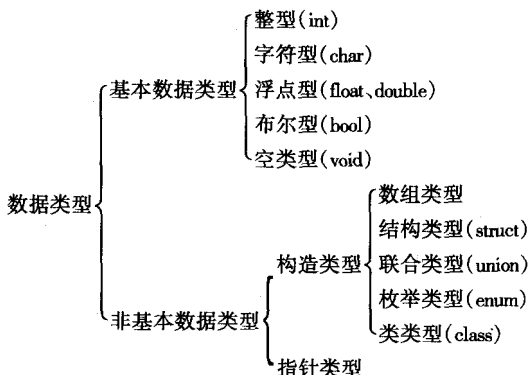 数据类型
基本数据类型
整型(int)
字符型(char)
浮点型(float、double)
布尔型(bool)
空类型(void)
非基本数据类型
构造类型
数组类型
结构类型(struct)
联合类型(union)
枚举类型(enum)
类类型(class)
指针类型